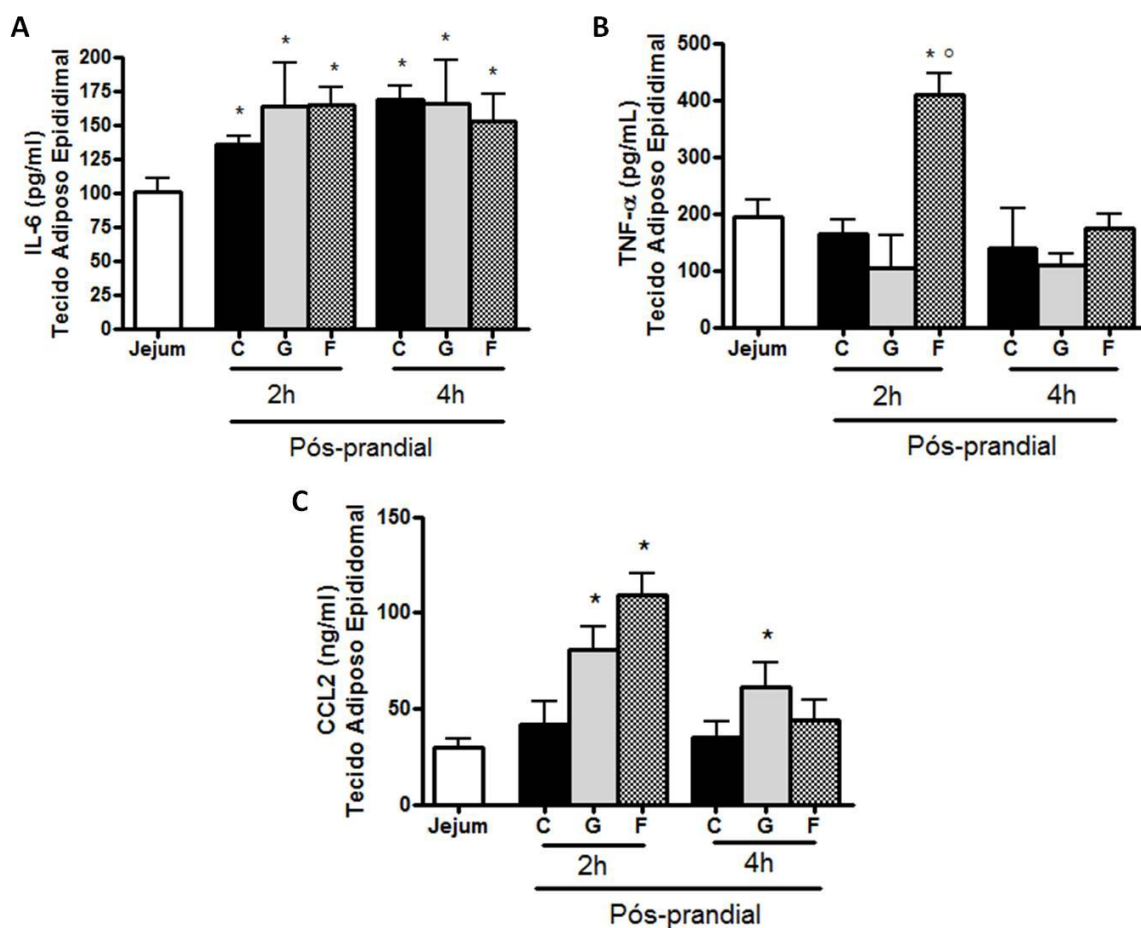 A
IL-6 (pg/ml)
Tecido Adiposo Epididimal
200
175
150
125
100
75
50
25
0
* * * * * *
Jejum C G F C G F
2h 4h
Pós-prandial
B
TNF-α (pg/mL)
Tecido Adiposo Epididimal
500
400
300
200
100
0
* °
Jejum C G F C G F
2h 4h
Pós-prandial
C
CCL2 (ng/ml)
Tecido Adiposo Epididomal
150
100
50
0
* * *
Jejum C G F C G F
2h 4h
Pós-prandial